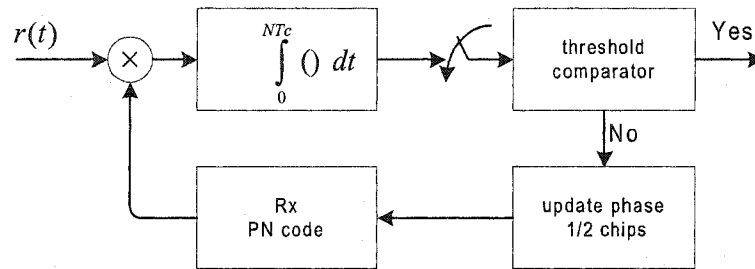 r(t)
×
NTc
∫ () dt
0
threshold
comparator
Yes
No
Rx
PN code
update phase
1/2 chips